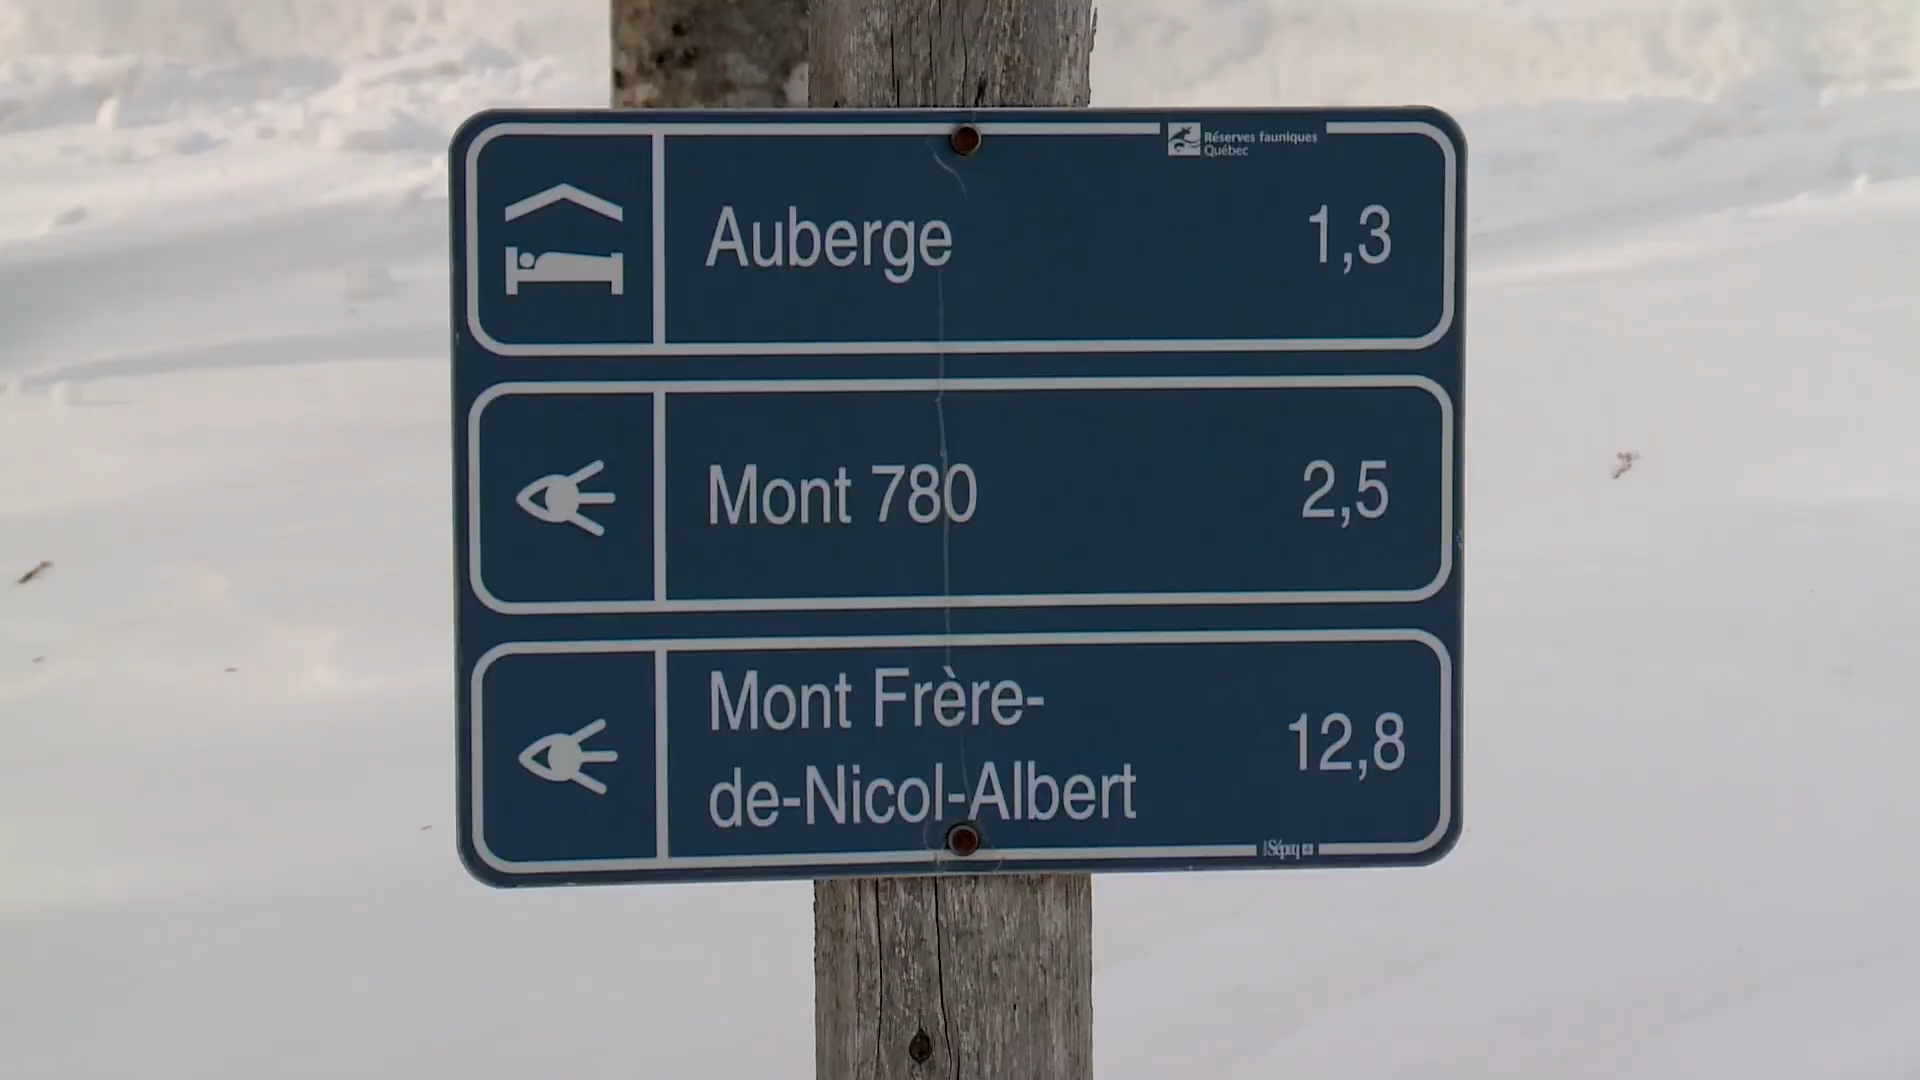 Réserves fauniques
Québec
Auberge 1,3
Mont 780 2,5
Mont Frère-
de-Nicol-Albert 12,8
Sépaq